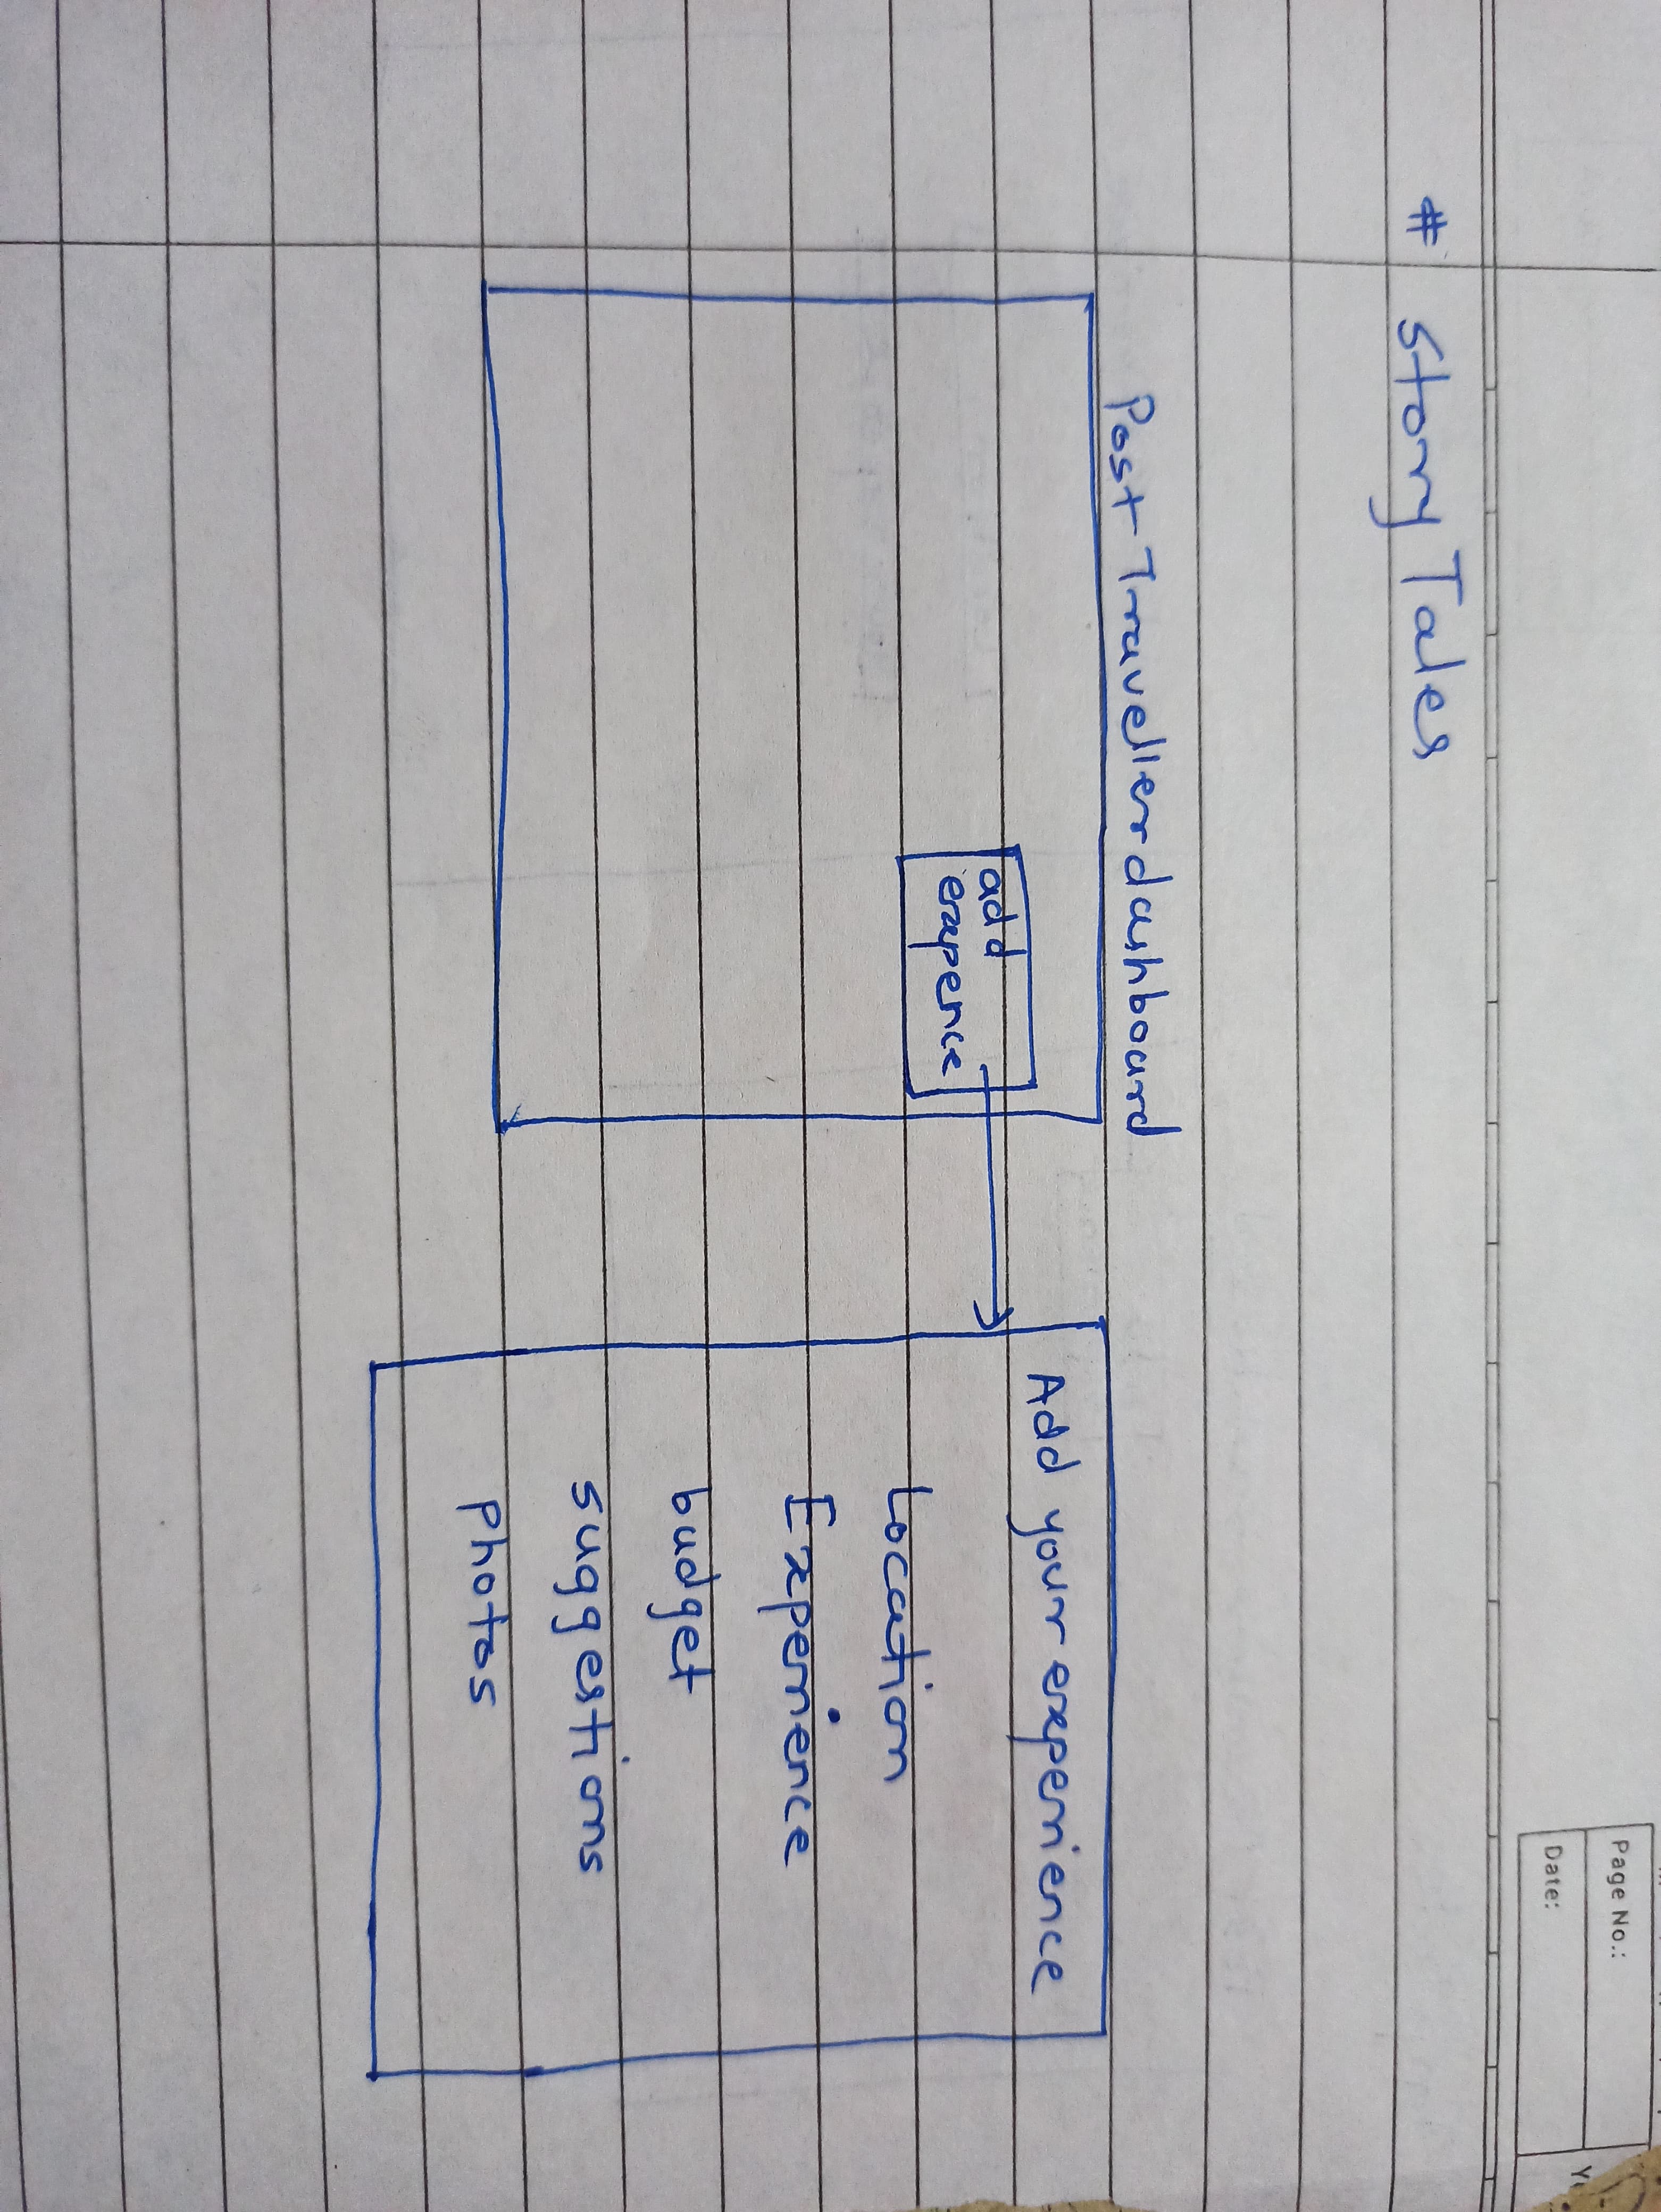 Page No.:
Date:
# Story Tales
Post Traveller dashboard
add
expence
Add your experience
Location
Experience
budget
suggestions
Photos